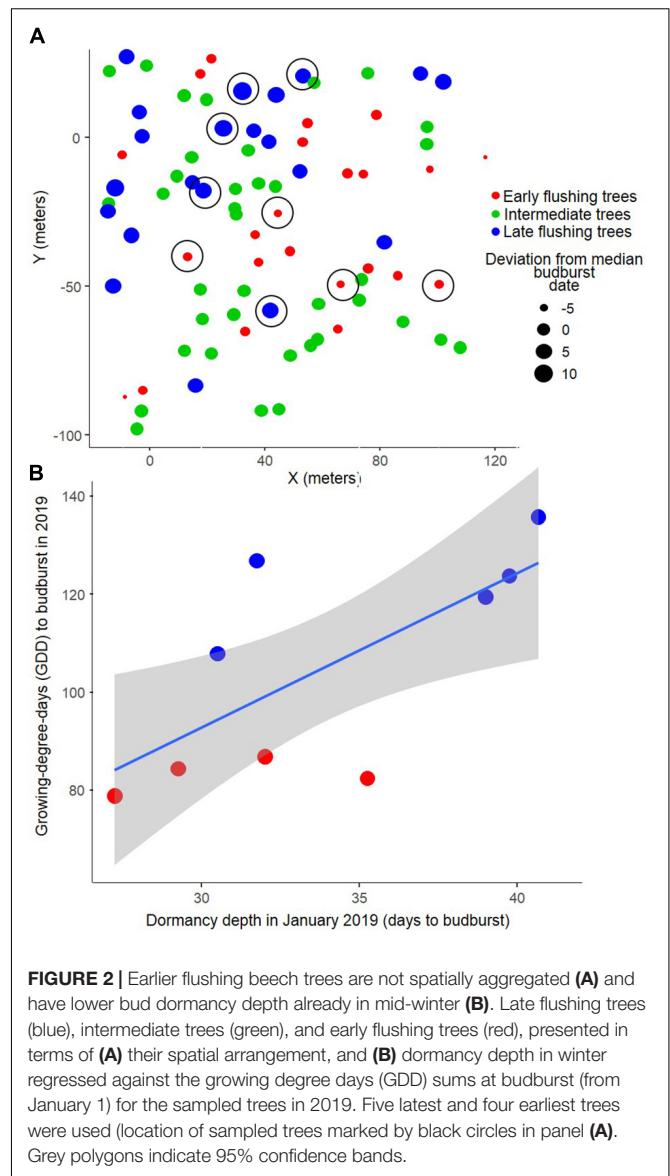 A
0
-50
-100
Y (meters)
0
40
80
120
X (meters)
Early flushing trees
Intermediate trees
Late flushing trees
Deviation from median
budburst
date
-5
0
5
10
B
140
120
100
80
Growing-degree-days (GDD) to budburst in 2019
30
35
40
Dormancy depth in January 2019 (days to budburst)
FIGURE 2 | Earlier flushing beech trees are not spatially aggregated (A) and
have lower bud dormancy depth already in mid-winter (B). Late flushing trees
(blue), intermediate trees (green), and early flushing trees (red), presented in
terms of (A) their spatial arrangement, and (B) dormancy depth in winter
regressed against the growing degree days (GDD) sums at budburst (from
January 1) for the sampled trees in 2019. Five latest and four earliest trees
were used (location of sampled trees marked by black circles in panel (A).
Grey polygons indicate 95% confidence bands.